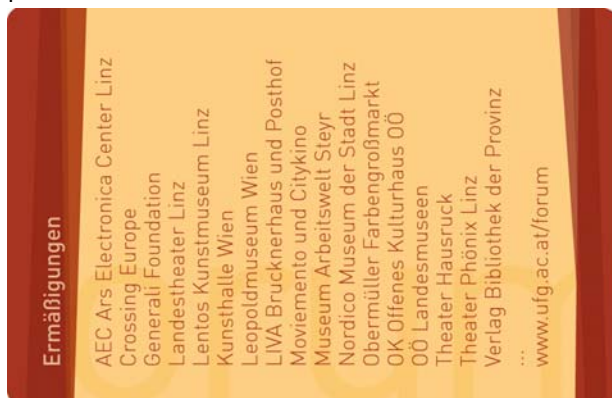 Ermäßigungen
AEC Ars Electronica Center Linz
Crossing Europe
Generali Foundation
Landestheater Linz
Lentos Kunstmuseum Linz
Kunsthalle Wien
Leopoldmuseum Wien
LIVA Brucknerhaus und Posthof
Moviemento und Citykino
Museum Arbeitswelt Steyr
Nordico Museum der Stadt Linz
Obermüller Farbengroßmarkt
OK Offenes Kulturhaus OÖ
OÖ Landesmuseen
Theater Hausruck
Theater Phönix Linz
Verlag Bibliothek der Provinz
...
www.ufg.ac.at/forum